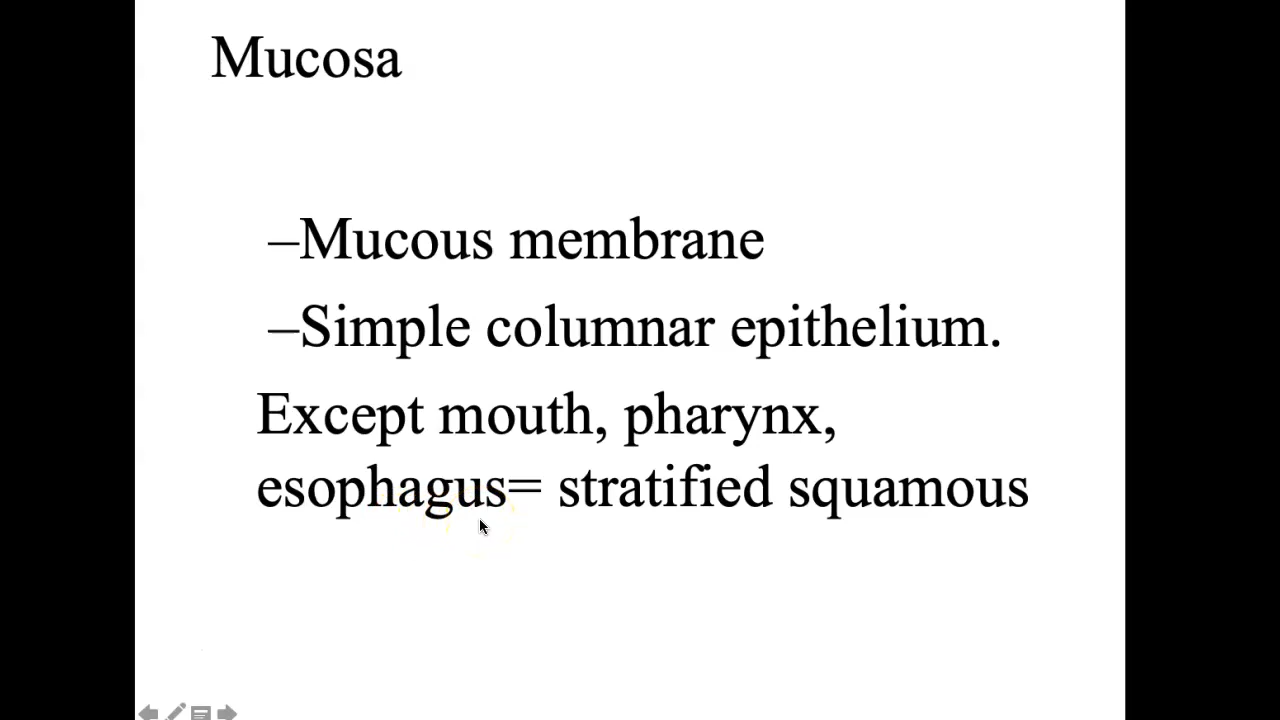 Mucosa
–Mucous membrane
–Simple columnar epithelium.
Except mouth, pharynx,
esophagus= stratified squamous